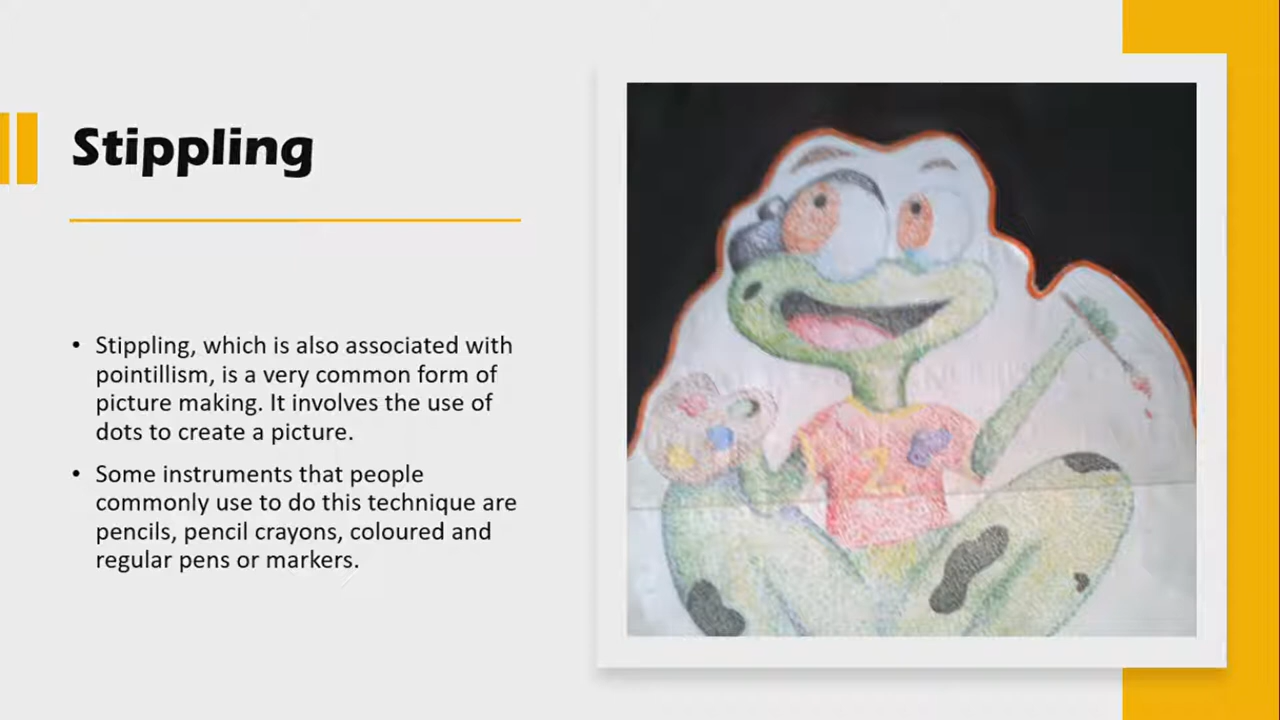 Stippling
• Stippling, which is also associated with
pointillism, is a very common form of
picture making. It involves the use of
dots to create a picture.
• Some instruments that people
commonly use to do this technique are
pencils, pencil crayons, coloured and
regular pens or markers.
Z